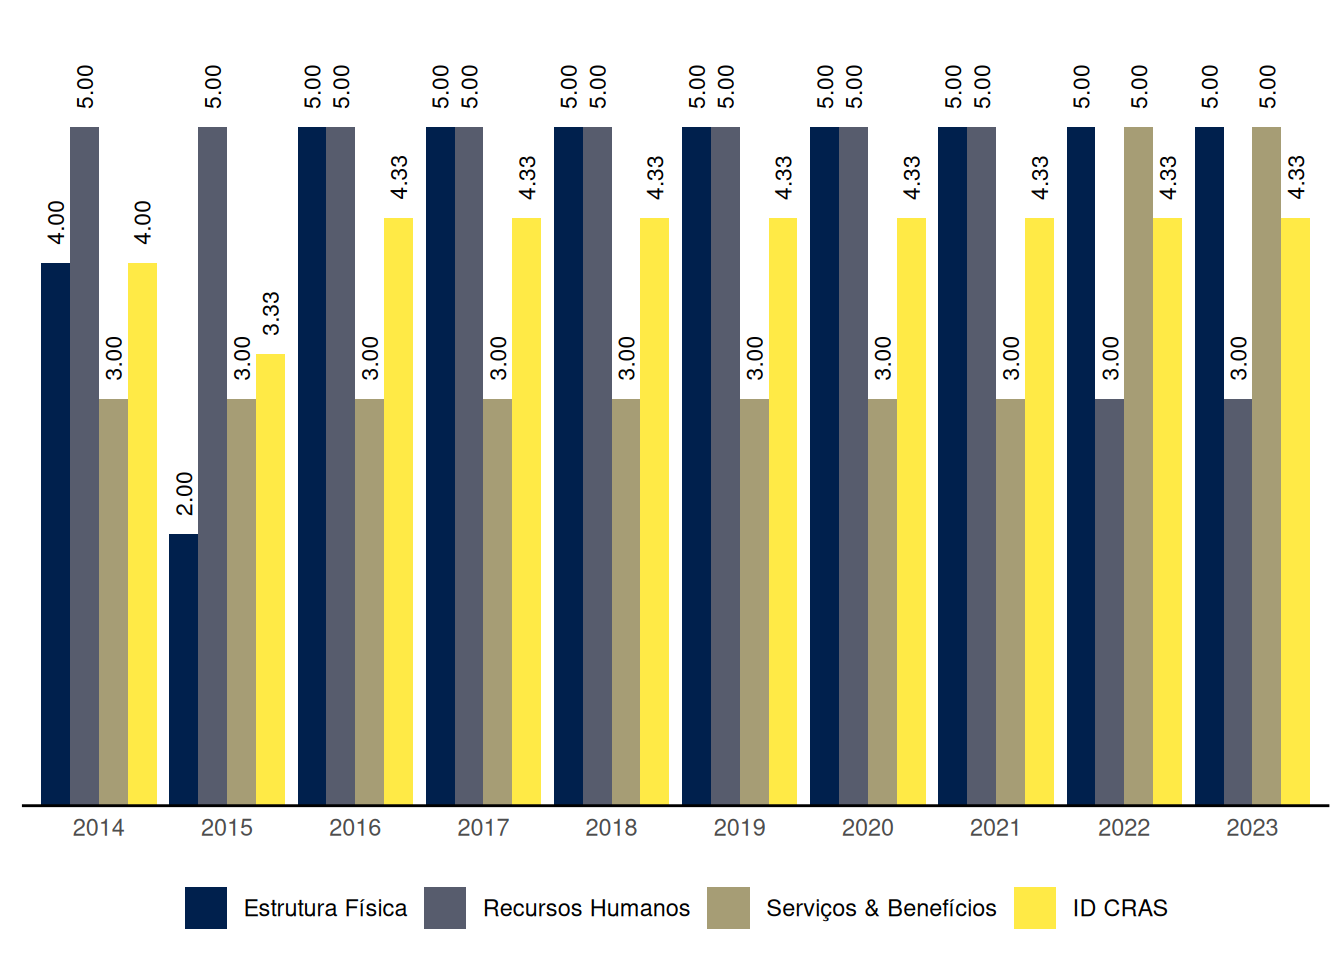 5.00 5.00 5.00 5.00 5.00 5.00 5.00 5.00 5.00 5.00 5.00 5.00 5.00 5.00 5.00 5.00 5.00 5.00
4.33 4.33 4.33 4.33 4.33 4.33 4.33 4.33
4.00 4.00
3.33
3.00 3.00 3.00 3.00 3.00 3.00 3.00 3.00 3.00 3.00
2.00
2014 2015 2016 2017 2018 2019 2020 2021 2022 2023
Estrutura Física Recursos Humanos Serviços & Benefícios ID CRAS